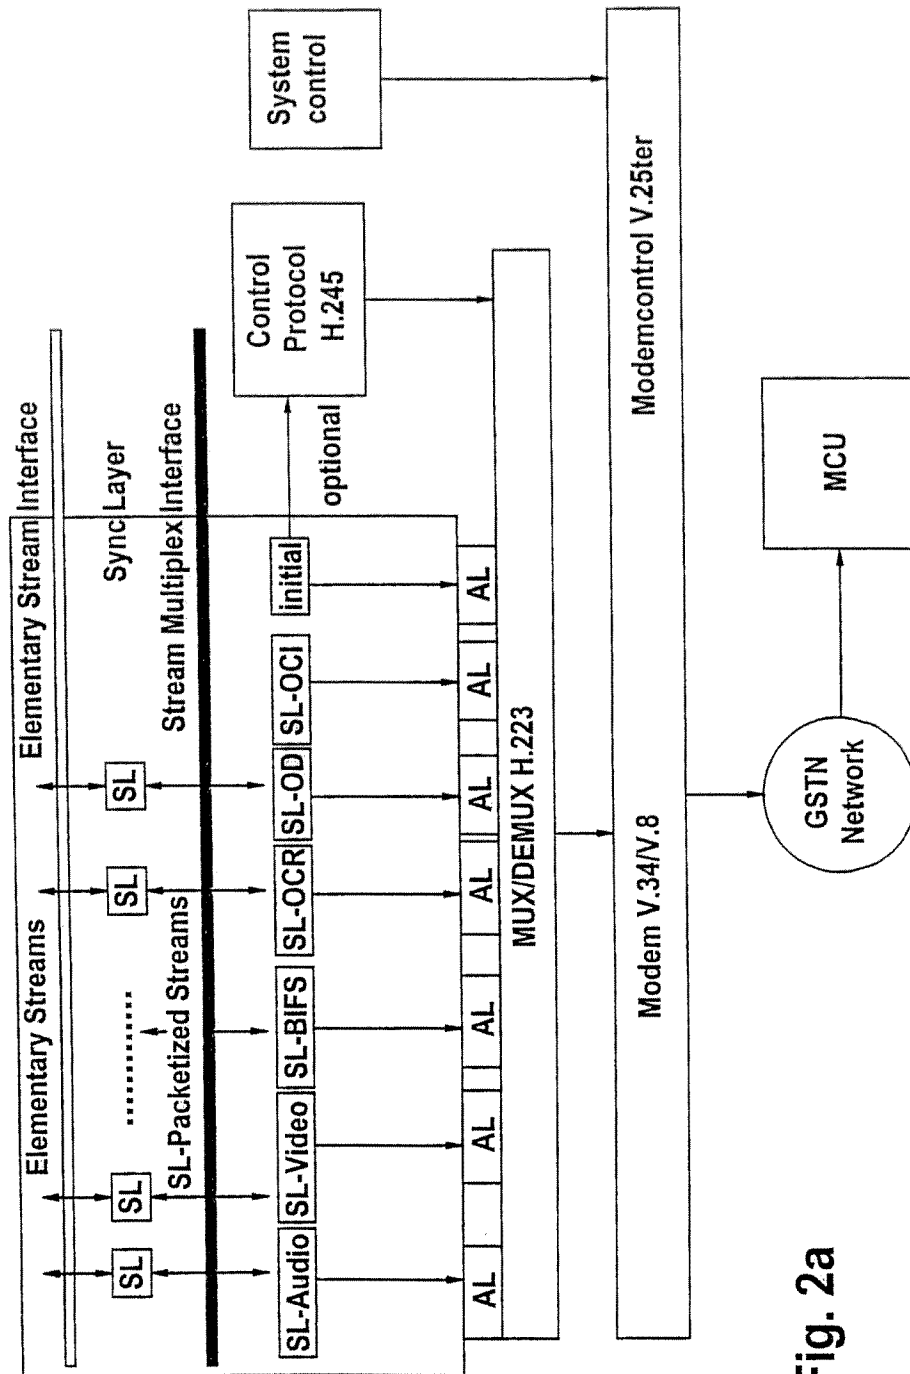 Elementary Streams
Elementary Stream Interface
SL
SL
..........
SL
SL
Sync Layer
SL-Packetized Streams
Stream Multiplex Interface
SL-Audio
SL-Video
SL-BIFS
SL-OCR
SL-OD
SL-OCI
initial
optional
Control
Protocol
H.245
System
control
AL
AL
AL
AL
AL
AL
AL
MUX/DEMUX H.223
Modem V.34/V.8
Modemcontrol V.25ter
GSTN
Network
MCU
Fig. 2a